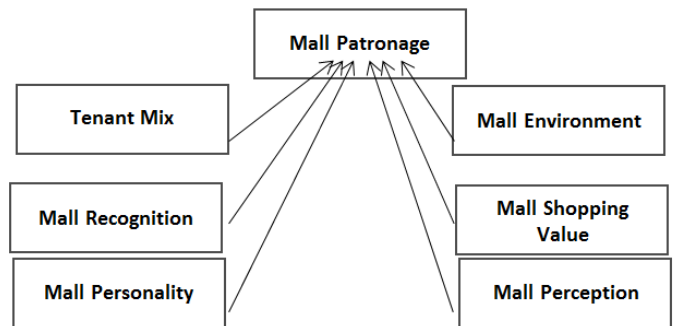 Mall Patronage
Tenant Mix
Mall Environment
Mall Recognition
Mall Shopping
Value
Mall Personality
Mall Perception